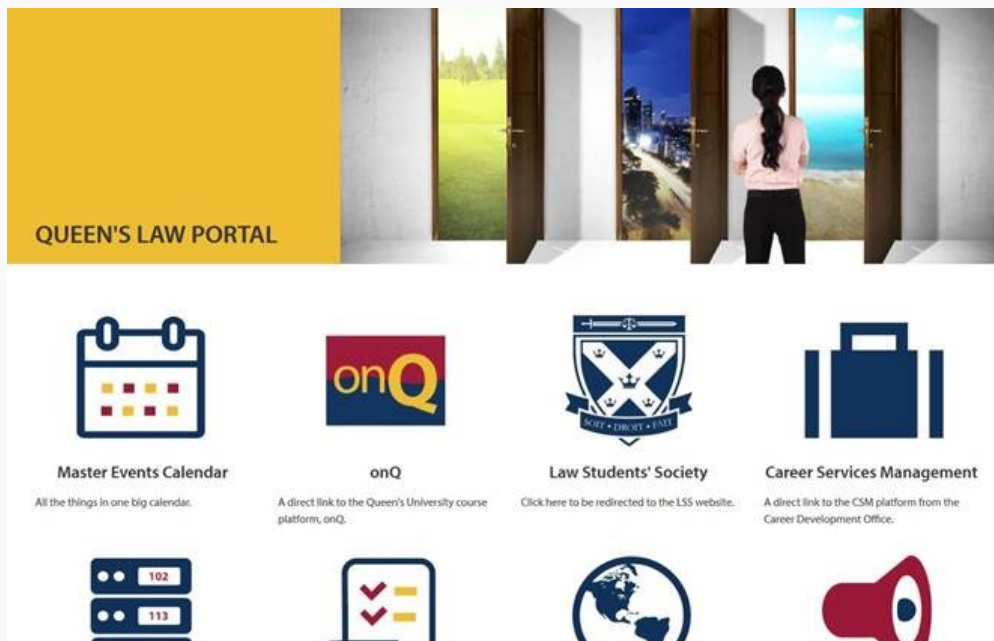 QUEEN'S LAW PORTAL
onQ
SOIT • DROIT • FAIT
Master Events Calendar
onQ
Law Students' Society
Career Services Management
All the things in one big calendar.
A direct link to the Queen's University course
platform, onQ.
Click here to be redirected to the LSS website.
A direct link to the CSM platform from the
Career Development Office.
102
113